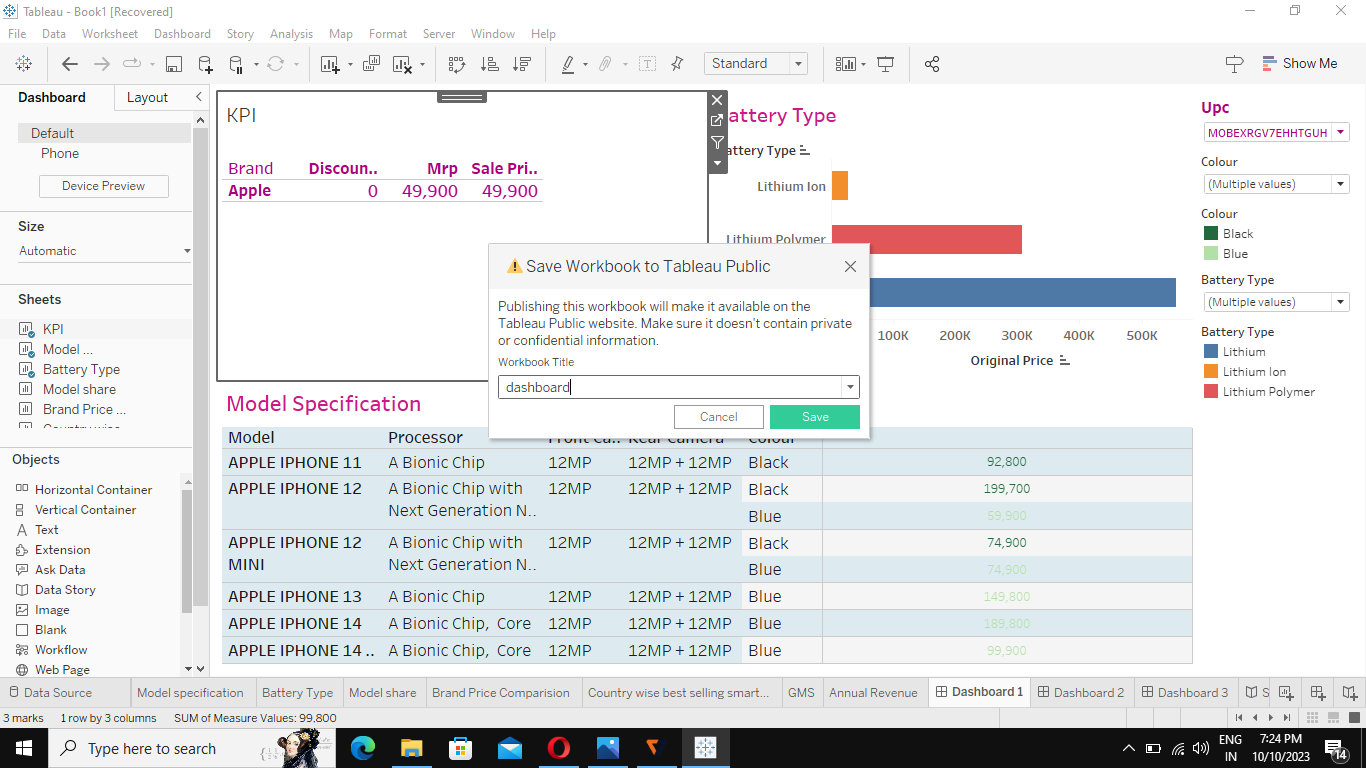 Tableau - Book1 [Recovered]
File Data Worksheet Dashboard Story Analysis Map Format Server Window Help
Standard
Show Me
Dashboard Layout
Default
Phone
Device Preview
Size
Automatic
Sheets
KPI
Model ...
Battery Type
Model share
Brand Price ...
Objects
Horizontal Container
Vertical Container
Text
Extension
Ask Data
Data Story
Image
Blank
Workflow
Web Page
KPI
Brand Discoun.. Mrp Sale Pri..
Apple 0 49,900 49,900
attery Type
attery Type
Lithium Ion
Lithium Polymer
100K 200K 300K 400K 500K
Original Price
Upc
MOBEXRGV7EHHTGUH
Colour
(Multiple values)
Colour
Black
Blue
Battery Type
(Multiple values)
Battery Type
Lithium
Lithium Ion
Lithium Polymer
Save Workbook to Tableau Public
Publishing this workbook will make it available on the
Tableau Public website. Make sure it doesn't contain private
or confidential information.
Workbook Title
dashboard
Cancel Save
Model Specification
Model Processor Front Ca.. Rear Camera Colour
APPLE IPHONE 11 A Bionic Chip 12MP 12MP + 12MP Black 92,800
APPLE IPHONE 12 A Bionic Chip with 12MP 12MP + 12MP Black 199,700
Next Generation N.. Blue 59,900
APPLE IPHONE 12 A Bionic Chip with 12MP 12MP + 12MP Black 74,900
MINI Next Generation N.. Blue 74,900
APPLE IPHONE 13 A Bionic Chip 12MP 12MP + 12MP Blue 149,800
APPLE IPHONE 14 A Bionic Chip, Core 12MP 12MP + 12MP Blue 189,800
APPLE IPHONE 14 .. A Bionic Chip, Core 12MP 12MP + 12MP Blue 99,900
Data Source Model specification Battery Type Model share Brand Price Comparision Country wise best selling smart... GMS Annual Revenue Dashboard 1 Dashboard 2 Dashboard 3 S
3 marks 1 row by 3 columns SUM of Measure Values: 99,800
Type here to search
ENG
IN
7:24 PM
10/10/2023
14